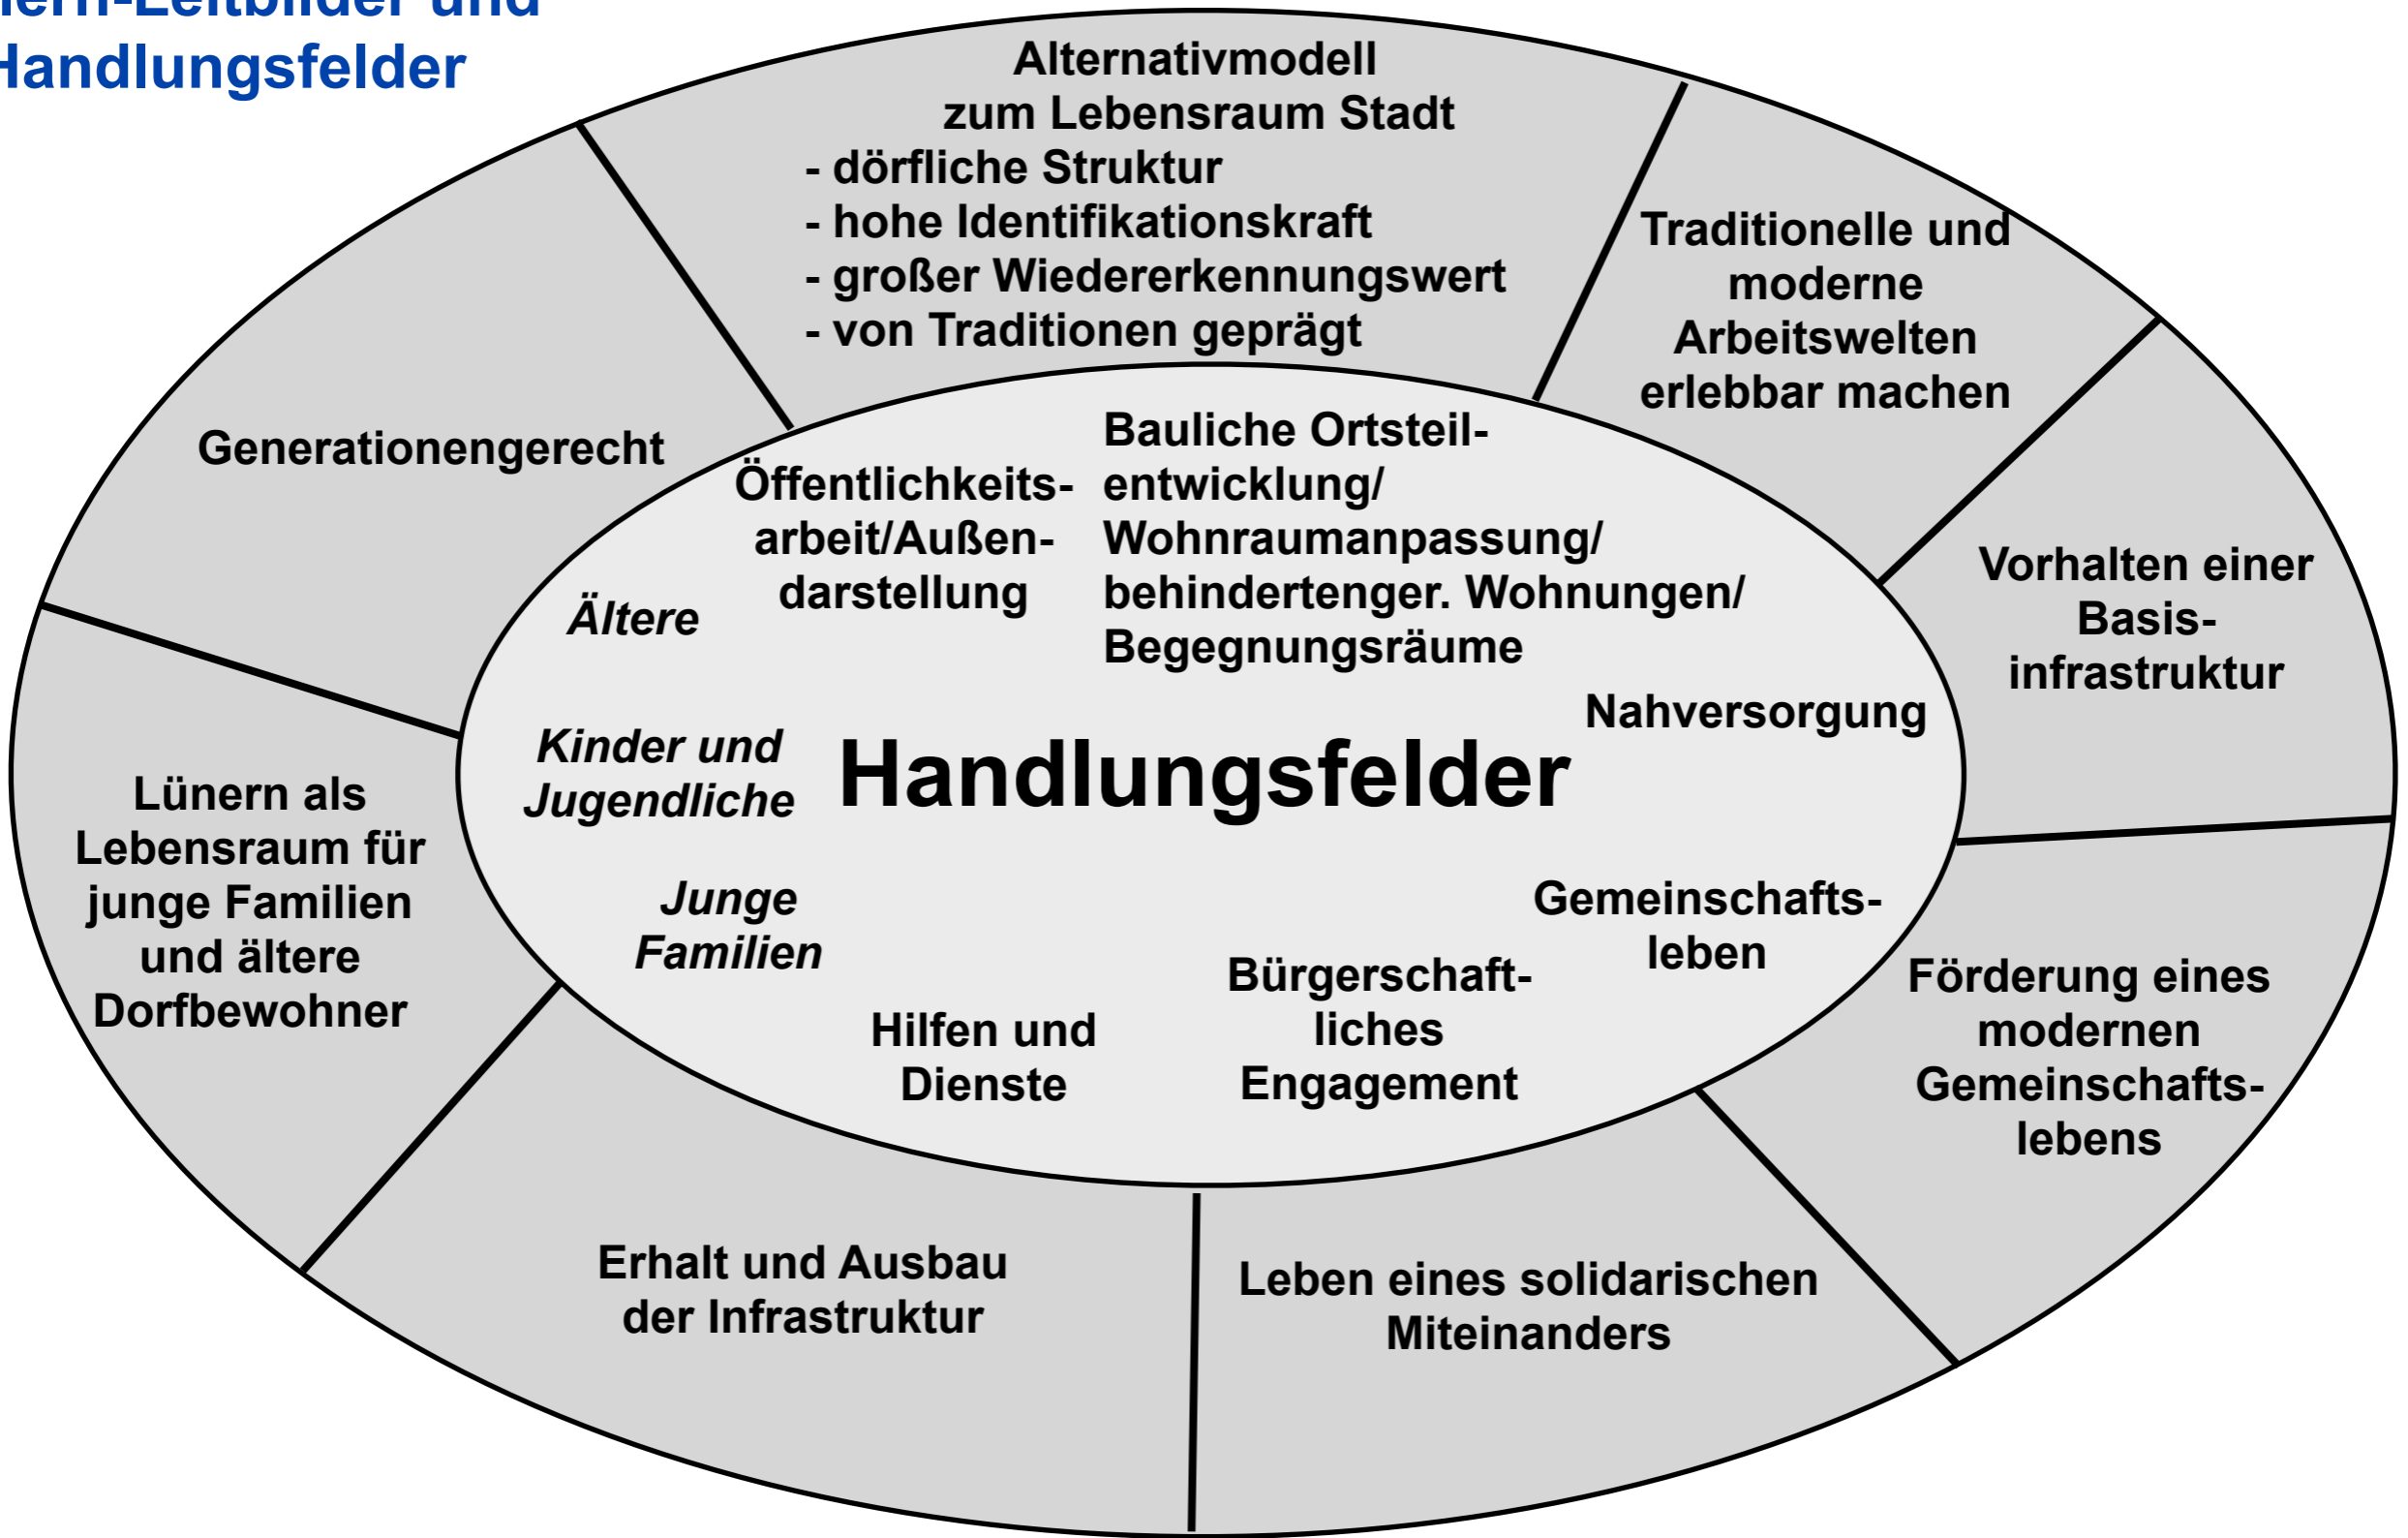 Handlungsfelder
Alternativmodell
zum Lebensraum Stadt
- dörfliche Struktur
- hohe Identifikationskraft
- großer Wiedererkennungswert
- von Traditionen geprägt
Traditionelle und
moderne
Arbeitswelten
erlebbar machen
Generationengerecht
Vorhalten einer
Basis-
infrastruktur
Öffentlichkeits-
arbeit/Außen-
darstellung
Bauliche Ortsteil-
entwicklung/
Wohnraumanpassung/
behindertenger. Wohnungen/
Begegnungsräume
Ältere
Nahversorgung
Kinder und
Jugendliche
Handlungsfelder
Junge
Familien
Gemeinschafts-
leben
Bürgerschaft-
liches
Engagement
Hilfen und
Dienste
Lünern als
Lebensraum für
junge Familien
und ältere
Dorfbewohner
Förderung eines
modernen
Gemeinschafts-
lebens
Erhalt und Ausbau
der Infrastruktur
Leben eines solidarischen
Miteinanders